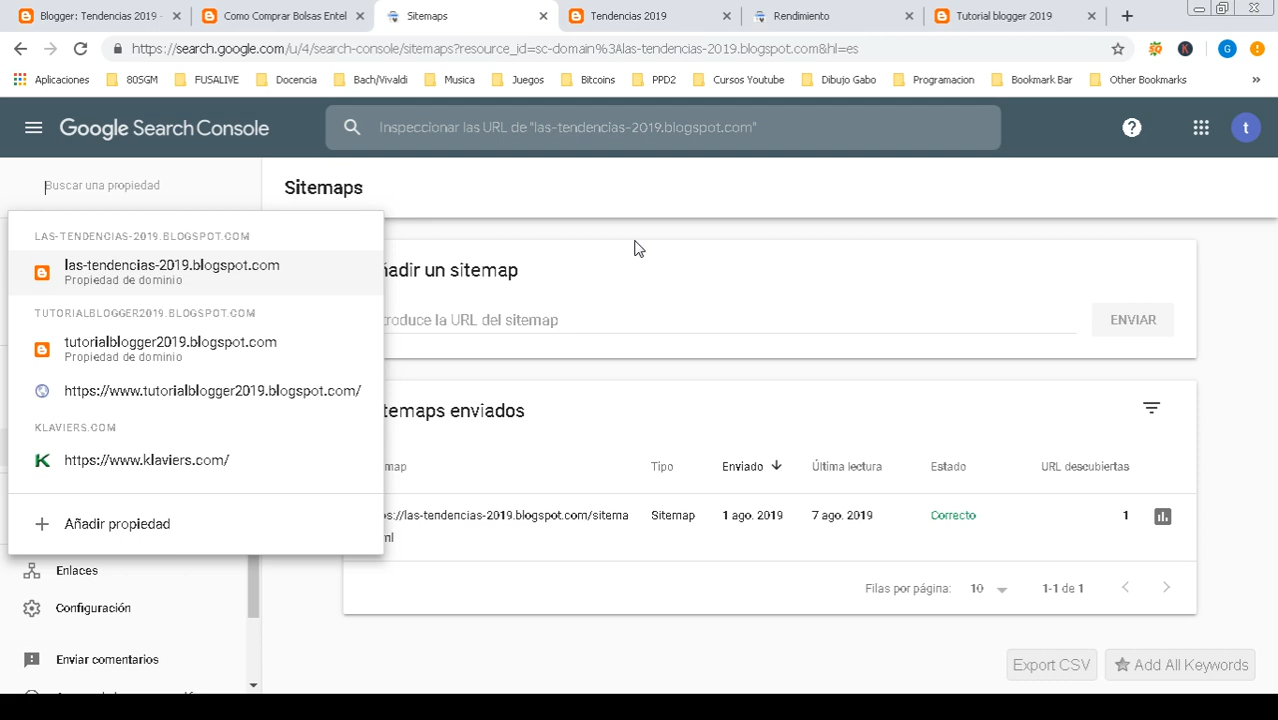 Blogger: Tendencias 2019 -
Como Comprar Bolsas Entel
Sitemaps
Tendencias 2019
Rendimiento
Tutorial blogger 2019
https://search.google.com/u/4/search-console/sitemaps?resource_id=sc-domain%3Alas-tendencias-2019.blogspot.com&hl=es
G
Aplicaciones
80SGM
FUSALIVE
Docencia
Bach/Vivaldi
Musica
Juegos
Bitcoins
PPD2
Cursos Youtube
Dibujo Gabo
Programacion
Bookmark Bar
Other Bookmarks
»
Google Search Console
Inspeccionar las URL de "las-tendencias-2019.blogspot.com"
t
Buscar una propiedad
Sitemaps
LAS-TENDENCIAS-2019.BLOGSPOT.COM
las-tendencias-2019.blogspot.com
Propiedad de dominio
TUTORIALBLOGGER2019.BLOGSPOT.COM
tutorialblogger2019.blogspot.com
Propiedad de dominio
https://www.tutorialblogger2019.blogspot.com/
KLAVIERS.COM
K https://www.klaviers.com/
+ Añadir propiedad
Enlaces
Configuración
Enviar comentarios
ñadir un sitemap
troduce la URL del sitemap
ENVIAR
temaps enviados
map Tipo Enviado Última lectura Estado URL descubiertas
s://las-tendencias-2019.blogspot.com/sitema Sitemap 1 ago. 2019 7 ago. 2019 Correcto 1
ml
Filas por página: 10 1-1 de 1
Export CSV
Add All Keywords